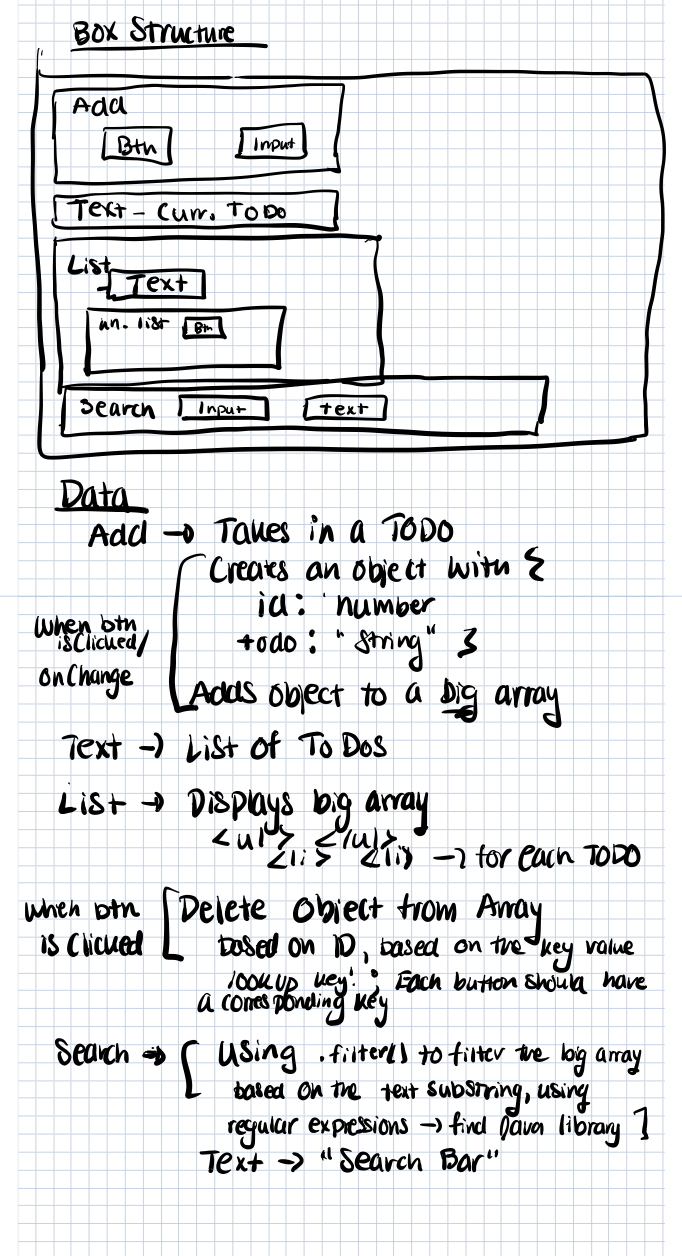 Box Structure
Add
Btn
Input
Text - Curr. ToDo
List
Text
un. list
Btn
Search
Input
text
Data
Add → Takes in a TODO
Creates an object with {
id: number
todo: "String" }
when btn
is Clicked/
onChange
Adds object to a big array
Text → List of To Dos
List → Displays big array
<ul> </ul>
<li> <li> → for each TODO
when btn
is Clicked
Delete Object from Array
based on ID, based on the key value
'lookup key'; Each button should have
a corresponding key
Search → Using .filter() to filter the big array
based on the text substring, using
regular expressions → find Java library ]
Text → "Search Bar"